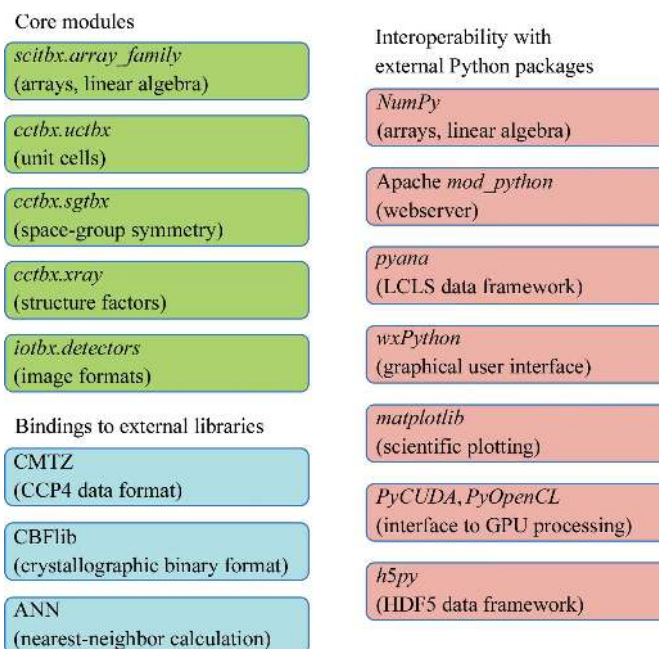 Core modules
scitbx.array_family
(arrays, linear algebra)
cctbx.uctbx
(unit cells)
cctbx.sgtbx
(space-group symmetry)
cctbx.xray
(structure factors)
iotbx.detectors
(image formats)
Bindings to external libraries
CMTZ
(CCP4 data format)
CBFlib
(crystallographic binary format)
ANN
(nearest-neighbor calculation)
Interoperability with
external Python packages
NumPy
(arrays, linear algebra)
Apache mod_python
(webserver)
pyana
(LCLS data framework)
wxPython
(graphical user interface)
matplotlib
(scientific plotting)
PyCUDA, PyOpenCL
(interface to GPU processing)
h5py
(HDF5 data framework)